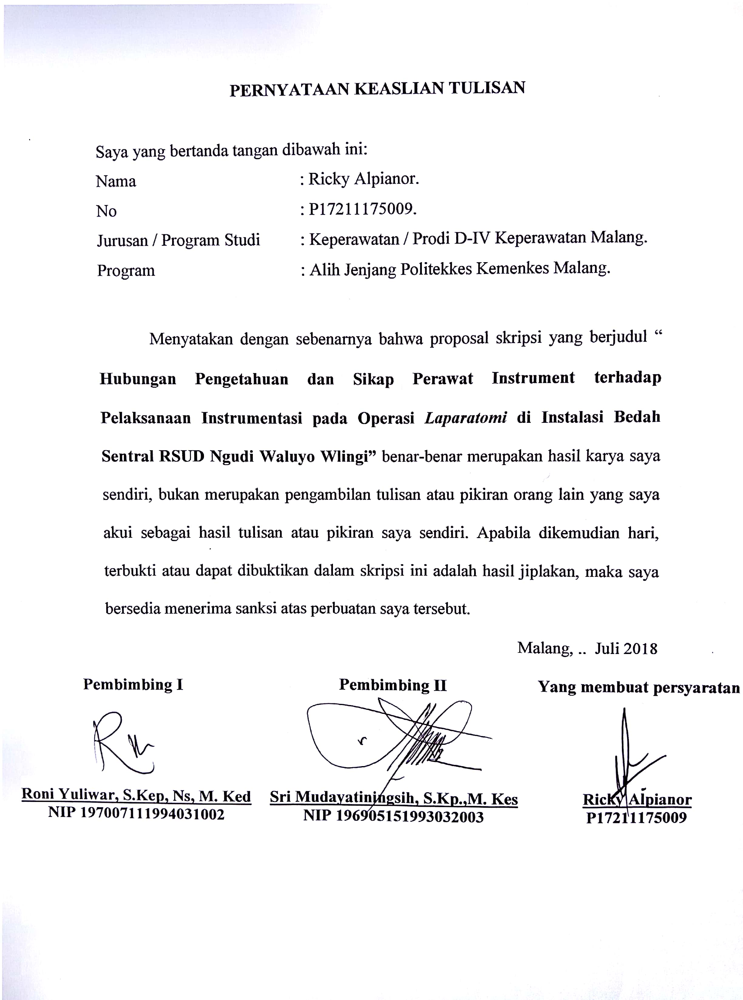 PERNYATAAN KEASLIAN TULISAN
Saya yang bertanda tangan dibawah ini:
Nama : Ricky Alpianor.
No : P17211175009.
Jurusan / Program Studi : Keperawatan / Prodi D-IV Keperawatan Malang.
Program : Alih Jenjang Politekkes Kemenkes Malang.
Menyatakan dengan sebenarnya bahwa proposal skripsi yang berjudul “
Hubungan Pengetahuan dan Sikap Perawat Instrument terhadap
Pelaksanaan Instrumentasi pada Operasi Laparatomi di Instalasi Bedah
Sentral RSUD Ngudi Waluyo Wlingi” benar-benar merupakan hasil karya saya
sendiri, bukan merupakan pengambilan tulisan atau pikiran orang lain yang saya
akui sebagai hasil tulisan atau pikiran saya sendiri. Apabila dikemudian hari,
terbukti atau dapat dibuktikan dalam skripsi ini adalah hasil jiplakan, maka saya
bersedia menerima sanksi atas perbuatan saya tersebut.
Malang, .. Juli 2018
Pembimbing I Pembimbing II Yang membuat persyaratan
Roni Yuliwar, S.Kep, Ns, M. Ked Sri Mudayatiningsih, S.Kp.,M. Kes Ricky Alpianor
NIP 197007111994031002 NIP 196905151993032003 P17211175009